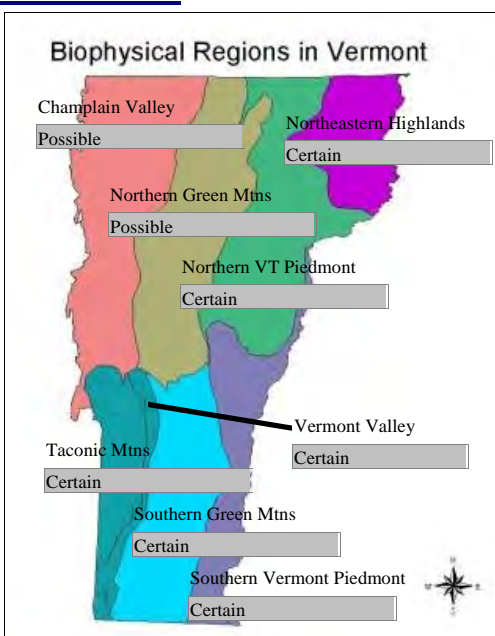 Biophysical Regions in Vermont
Champlain Valley
Possible
Northeastern Highlands
Certain
Northern Green Mtns
Possible
Northern VT Piedmont
Certain
Vermont Valley
Certain
Taconic Mtns
Certain
Southern Green Mtns
Certain
Southern Vermont Piedmont
Certain